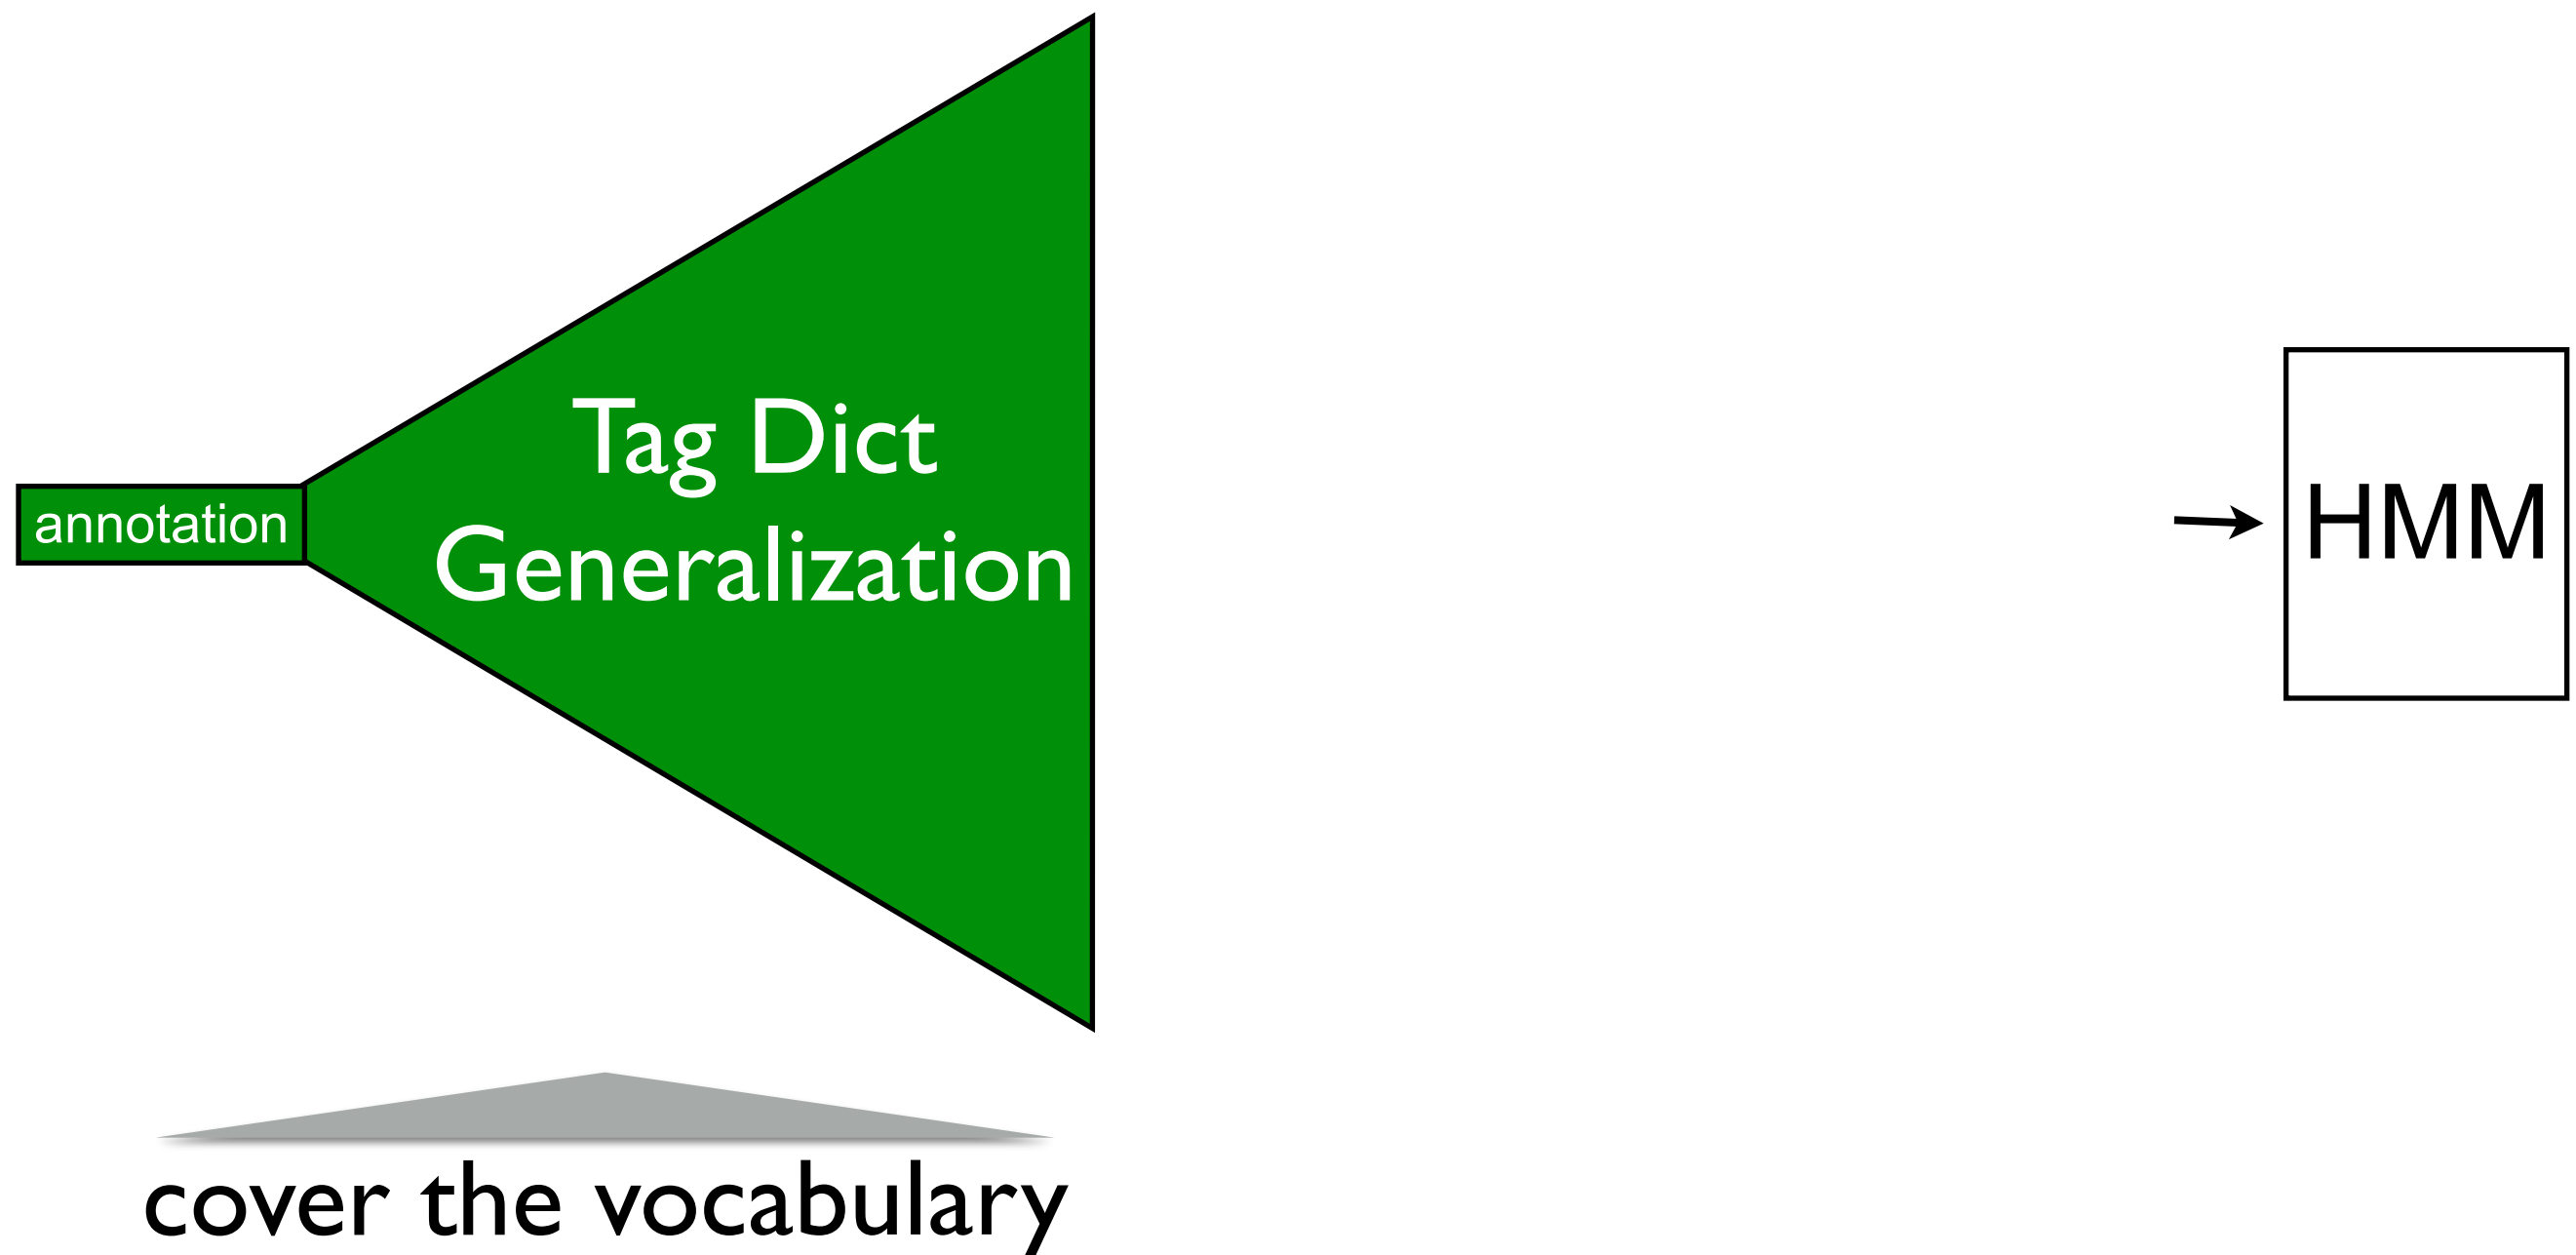 Tag Dict
Generalization
annotation
HMM
cover the vocabulary